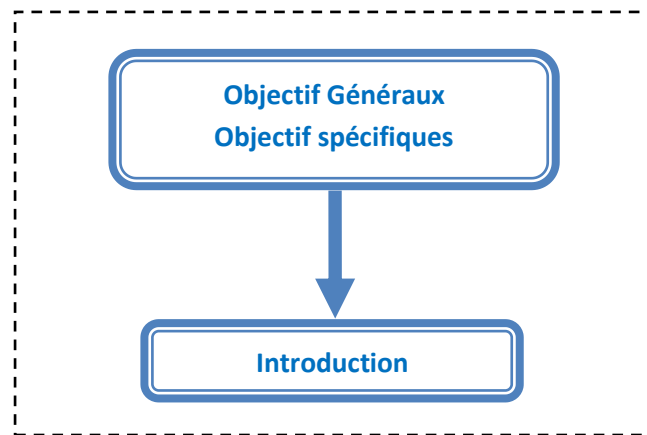 Objectif Généraux
Objectif spécifiques
Introduction